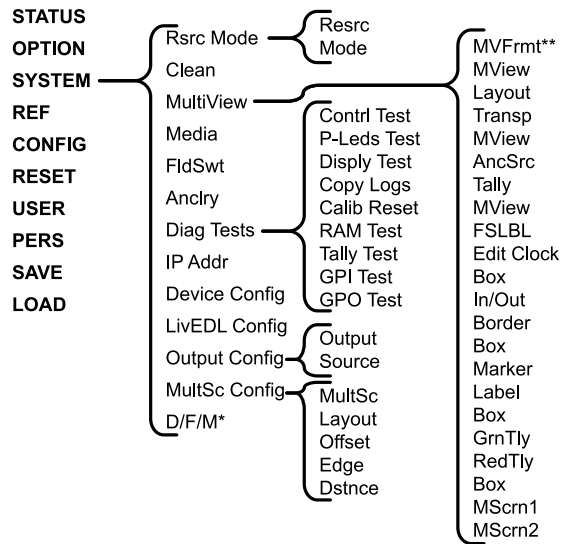 STATUS
OPTION
SYSTEM
REF
CONFIG
RESET
USER
PERS
SAVE
LOAD
Rsrc Mode
Clean
MultiView
Media
FldSwt
Anclry
Diag Tests
IP Addr
Device Config
LivEDL Config
Output Config
MultSc Config
D/F/M*
Resrc
Mode
Contrl Test
P-Leds Test
Disply Test
Copy Logs
Calib Reset
RAM Test
Tally Test
GPI Test
GPO Test
Output
Source
MultSc
Layout
Offset
Edge
Dstnce
MVFrmt**
MView
Layout
Transp
MView
AncSrc
Tally
MView
FSLBL
Edit Clock
Box
In/Out
Border
Box
Marker
Label
Box
GrnTly
RedTly
Box
MScrn1
MScrn2